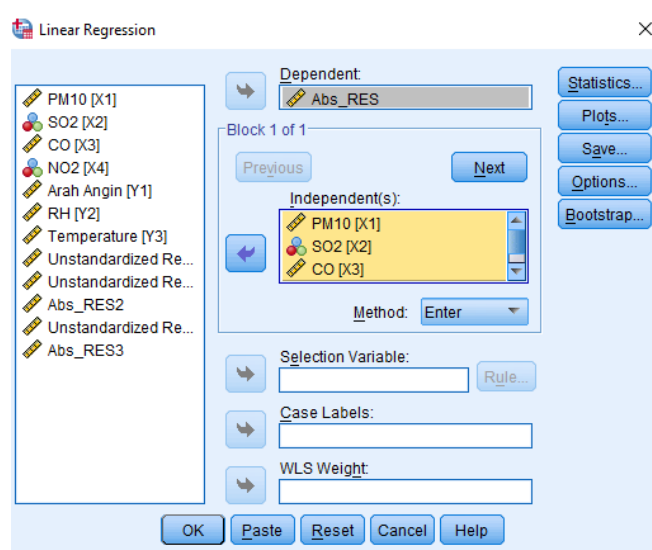 Linear Regression
PM10 [X1]
SO2 [X2]
CO [X3]
NO2 [X4]
Arah Angin [Y1]
RH [Y2]
Temperature [Y3]
Unstandardized Re...
Unstandardized Re...
Abs_RES2
Unstandardized Re...
Abs_RES3
Dependent:
Abs_RES
Block 1 of 1
Previous
Next
Independent(s):
PM10 [X1]
SO2 [X2]
CO [X3]
Method: Enter
Selection Variable:
Rule...
Case Labels:
WLS Weight:
Statistics...
Plots...
Save...
Options...
Bootstrap...
OK Paste Reset Cancel Help